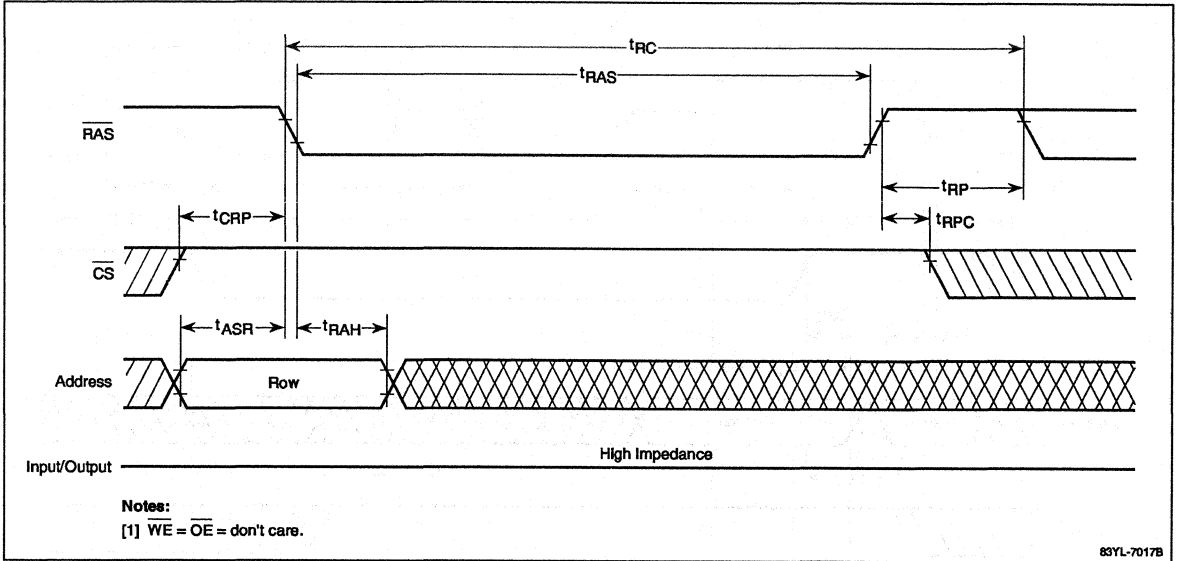 tRC
tRAS
RAS
tRP
tCRP
tRPC
CS
tASR
tRAH
Address
Row
High Impedance
Input/Output
Notes:
[1] WE = OE = don't care.
83YL-7017B